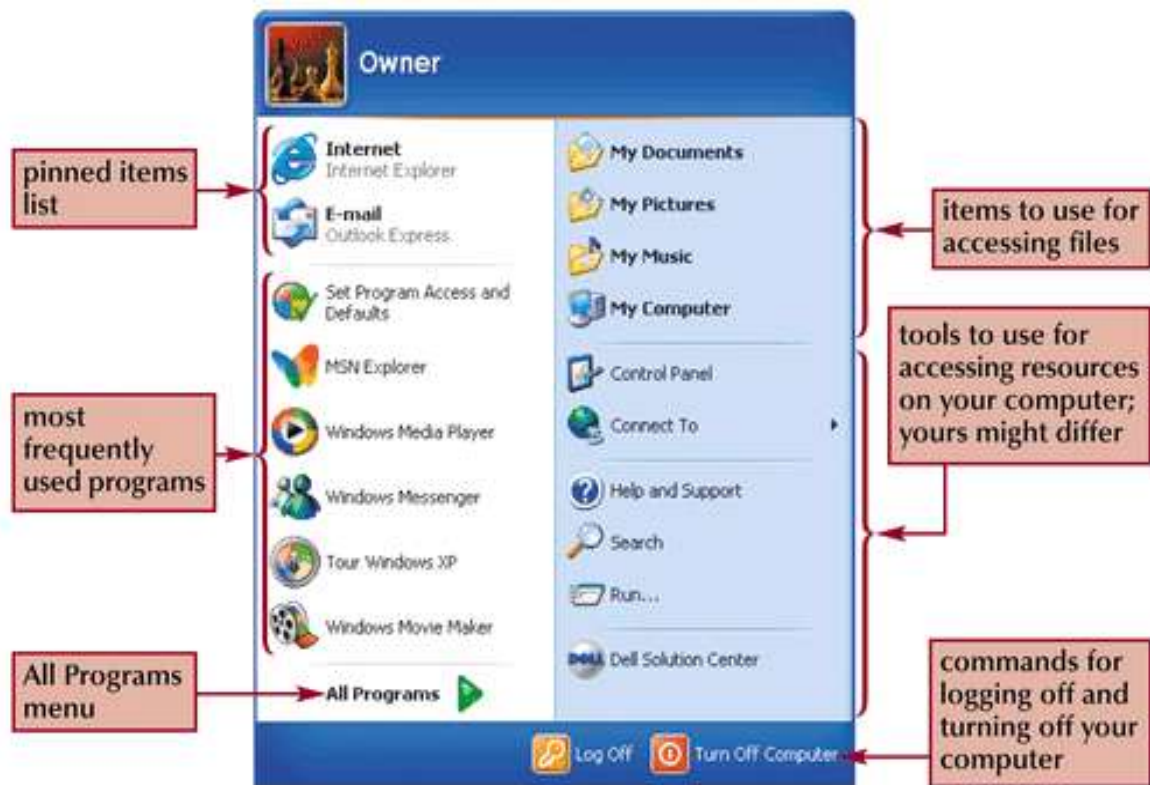 Owner
pinned items
list
Internet
Internet Explorer
E-mail
Outlook Express
most
frequently
used programs
Set Program Access and
Defaults
MSN Explorer
Windows Media Player
Windows Messenger
Tour Windows XP
Windows Movie Maker
All Programs
menu
All Programs
My Documents
My Pictures
My Music
My Computer
items to use for
accessing files
Control Panel
Connect To
Help and Support
Search
Run...
DELL Dell Solution Center
tools to use for
accessing resources
on your computer;
yours might differ
Log Off
Turn Off Computer
commands for
logging off and
turning off your
computer